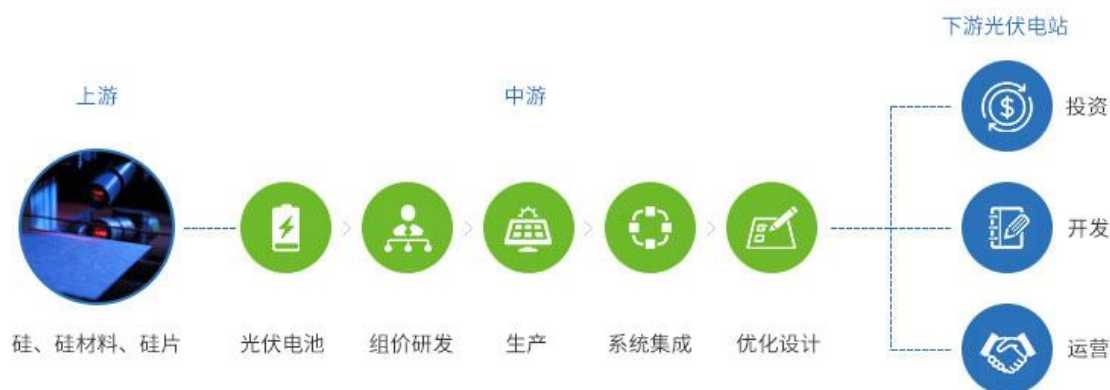 下游光伏电站
上游
中游
投资
开发
硅、硅材料、硅片
光伏电池
组价研发
生产
系统集成
优化设计
运营